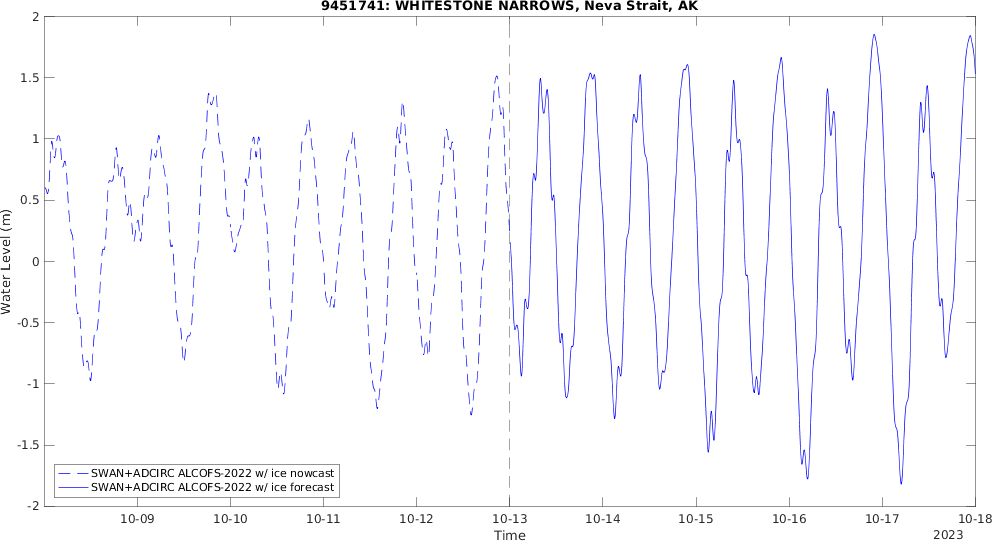 9451741: WHITESTONE NARROWS, Neva Strait, AK
Water Level (m)
2
1.5
1
0.5
0
-0.5
-1
-1.5
-2
SWAN+ADCIRC ALCOFS-2022 w/ ice nowcast
SWAN+ADCIRC ALCOFS-2022 w/ ice forecast
10-09 10-10 10-11 10-12 10-13 10-14 10-15 10-16 10-17 10-18
Time
2023